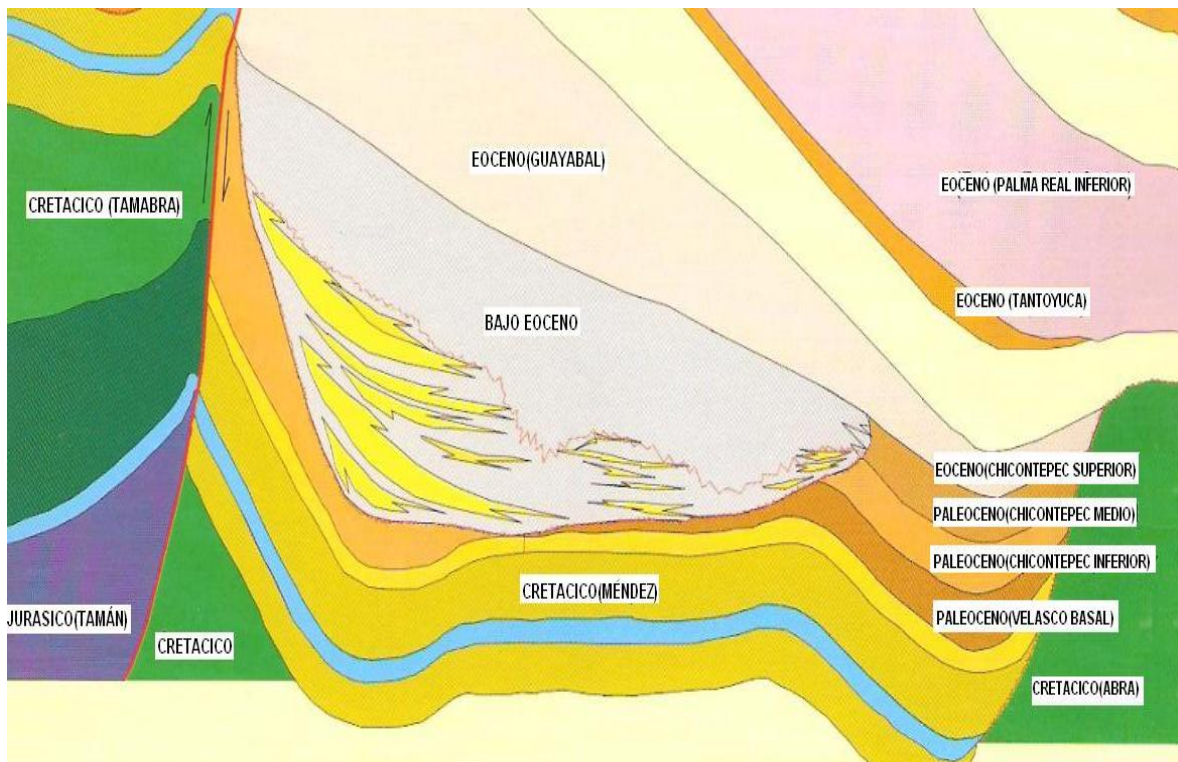 EOCENO(GUAYABAL)
EOCENO (PALMA REAL INFERIOR)
CRETACICO (TAMABRA)
EOCENO (TANTOYUCA)
BAJO EOCENO
EOCENO(CHICONTEPEC SUPERIOR)
PALEOCENO(CHICONTEPEC MEDIO)
PALEOCENO(CHICONTEPEC INFERIOR)
CRETACICO(MÉNDEZ)
JURASICO(TAMÁN)
PALEOCENO(VELASCO BASAL)
CRETACICO
CRETACICO(ABRA)